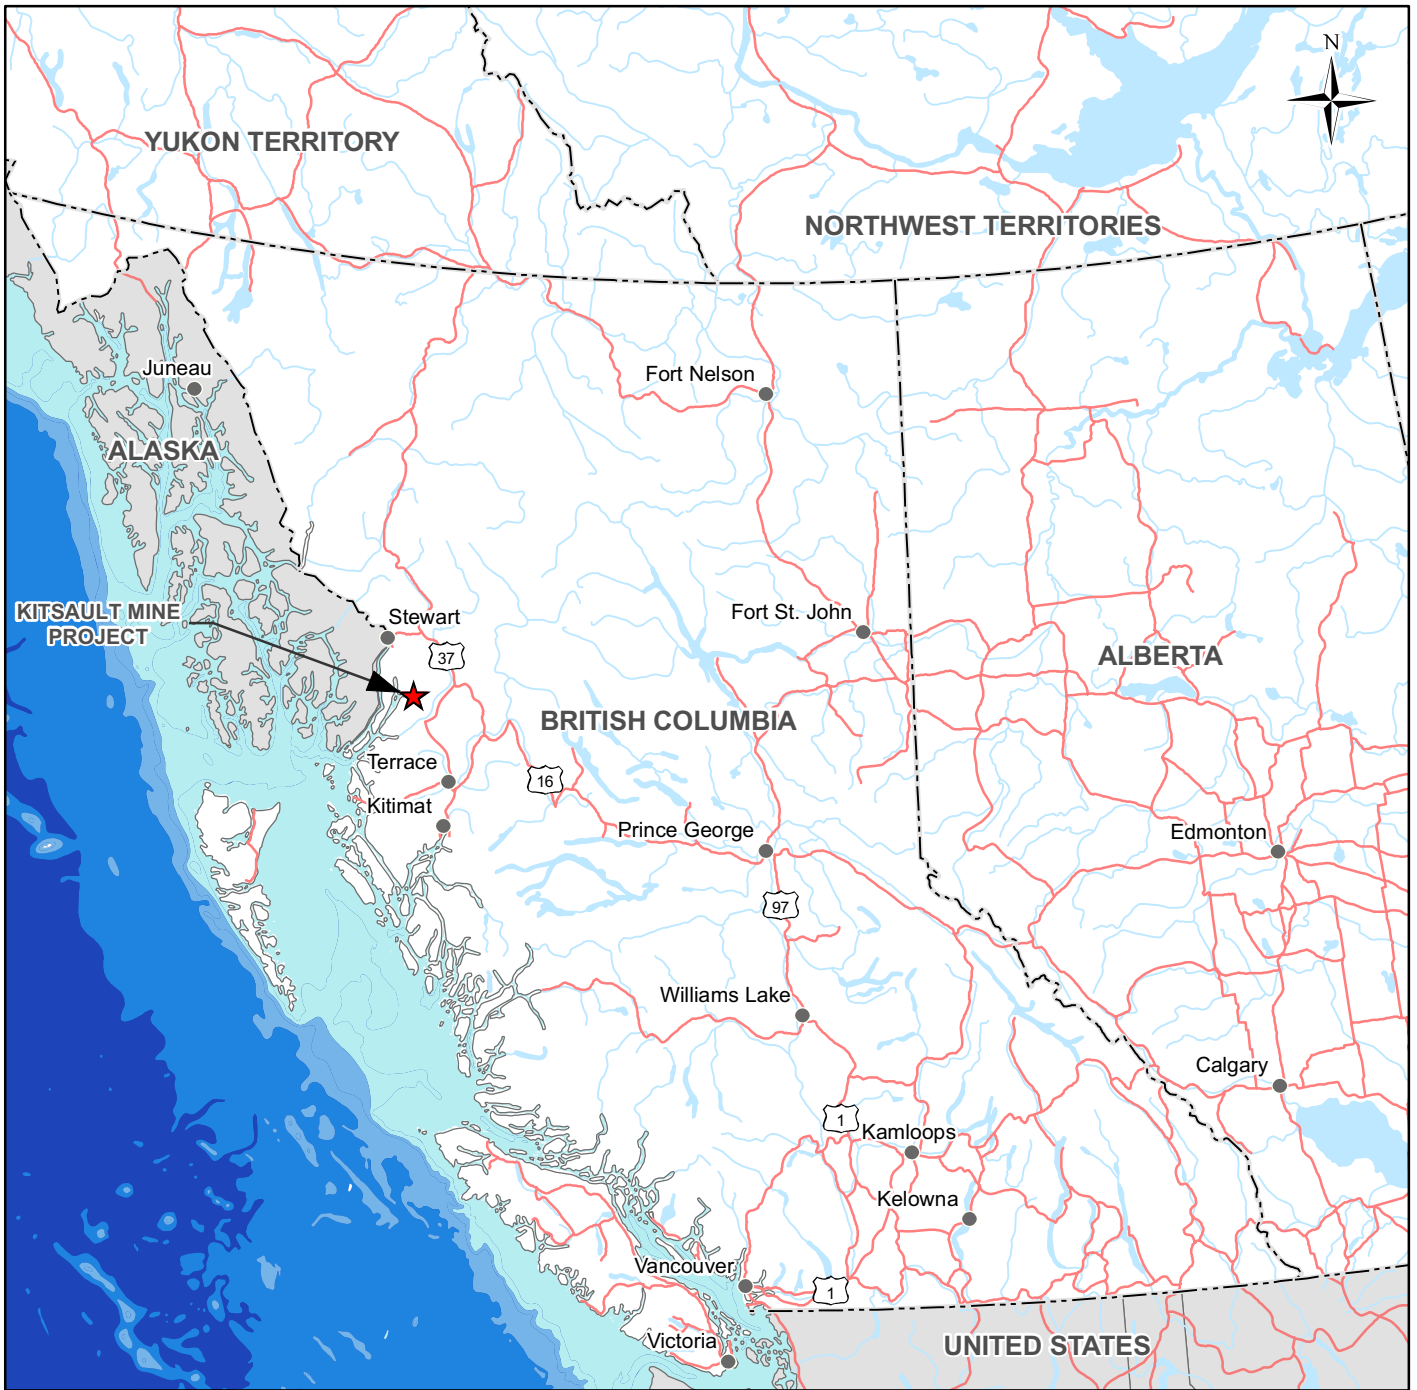 N
YUKON TERRITORY
NORTHWEST TERRITORIES
Juneau
Fort Nelson
ALASKA
KITSAULT MINE
PROJECT
Stewart
Fort St. John
37
ALBERTA
BRITISH COLUMBIA
Terrace
16
Kitimat
Prince George
Edmonton
97
Williams Lake
Calgary
1
Kamloops
Kelowna
Vancouver
1
Victoria
UNITED STATES